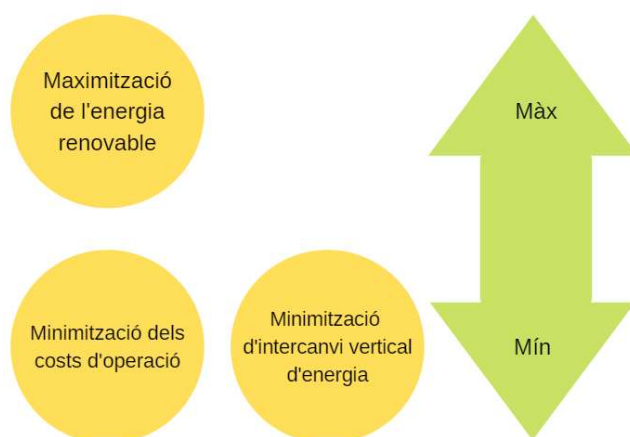 Maximització
de l'energia
renovable
Màx
Minimització dels
costs d'operació
Minimització
d'intercanvi vertical
d'energia
Mín